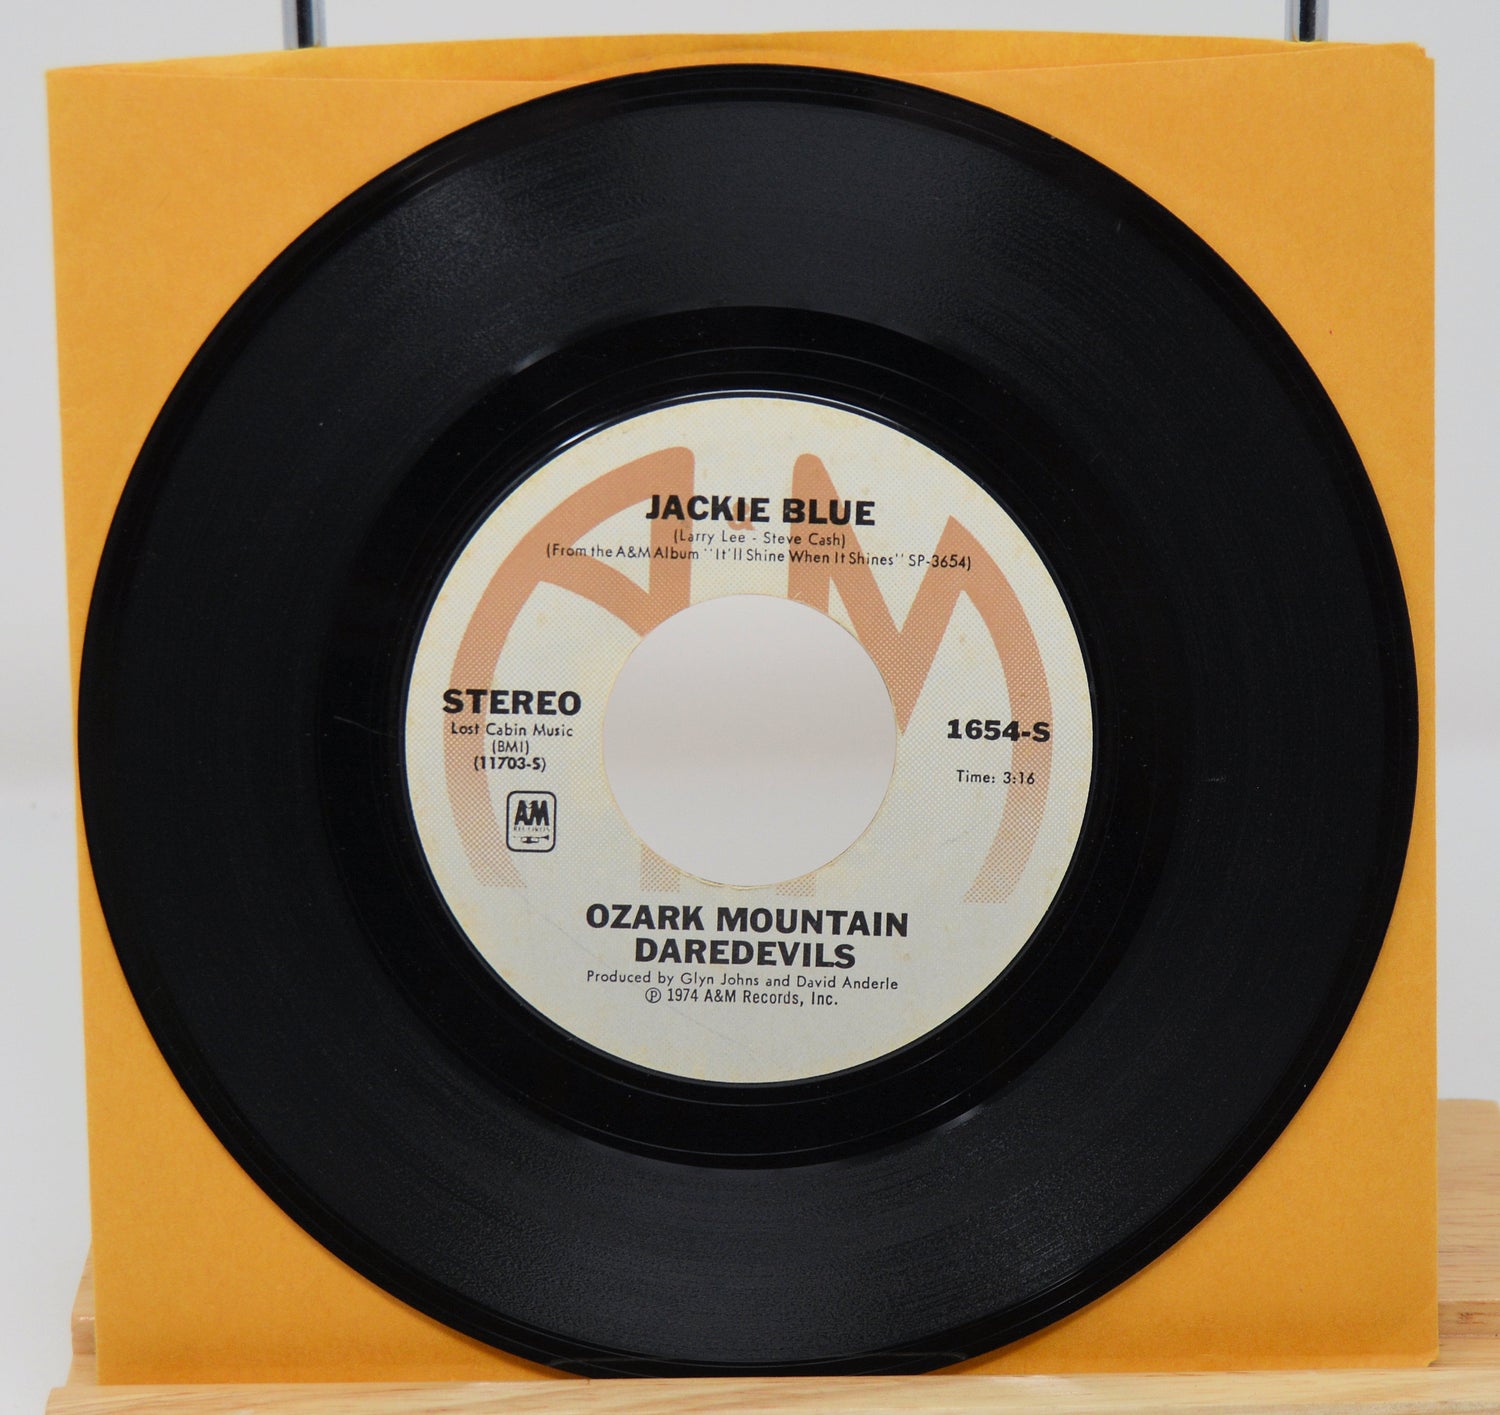 JACKIE BLUE
(Larry Lee - Steve Cash)
(From the A&M Album "It'll Shine When It Shines" SP-3654)
STEREO
Lost Cabin Music
(BMI)
(11703-S)
A&M
RECORDS
1654-S
Time: 3:16
OZARK MOUNTAIN
DAREDEVILS
Produced by Glyn Johns and David Anderle
℗ 1974 A&M Records, Inc.